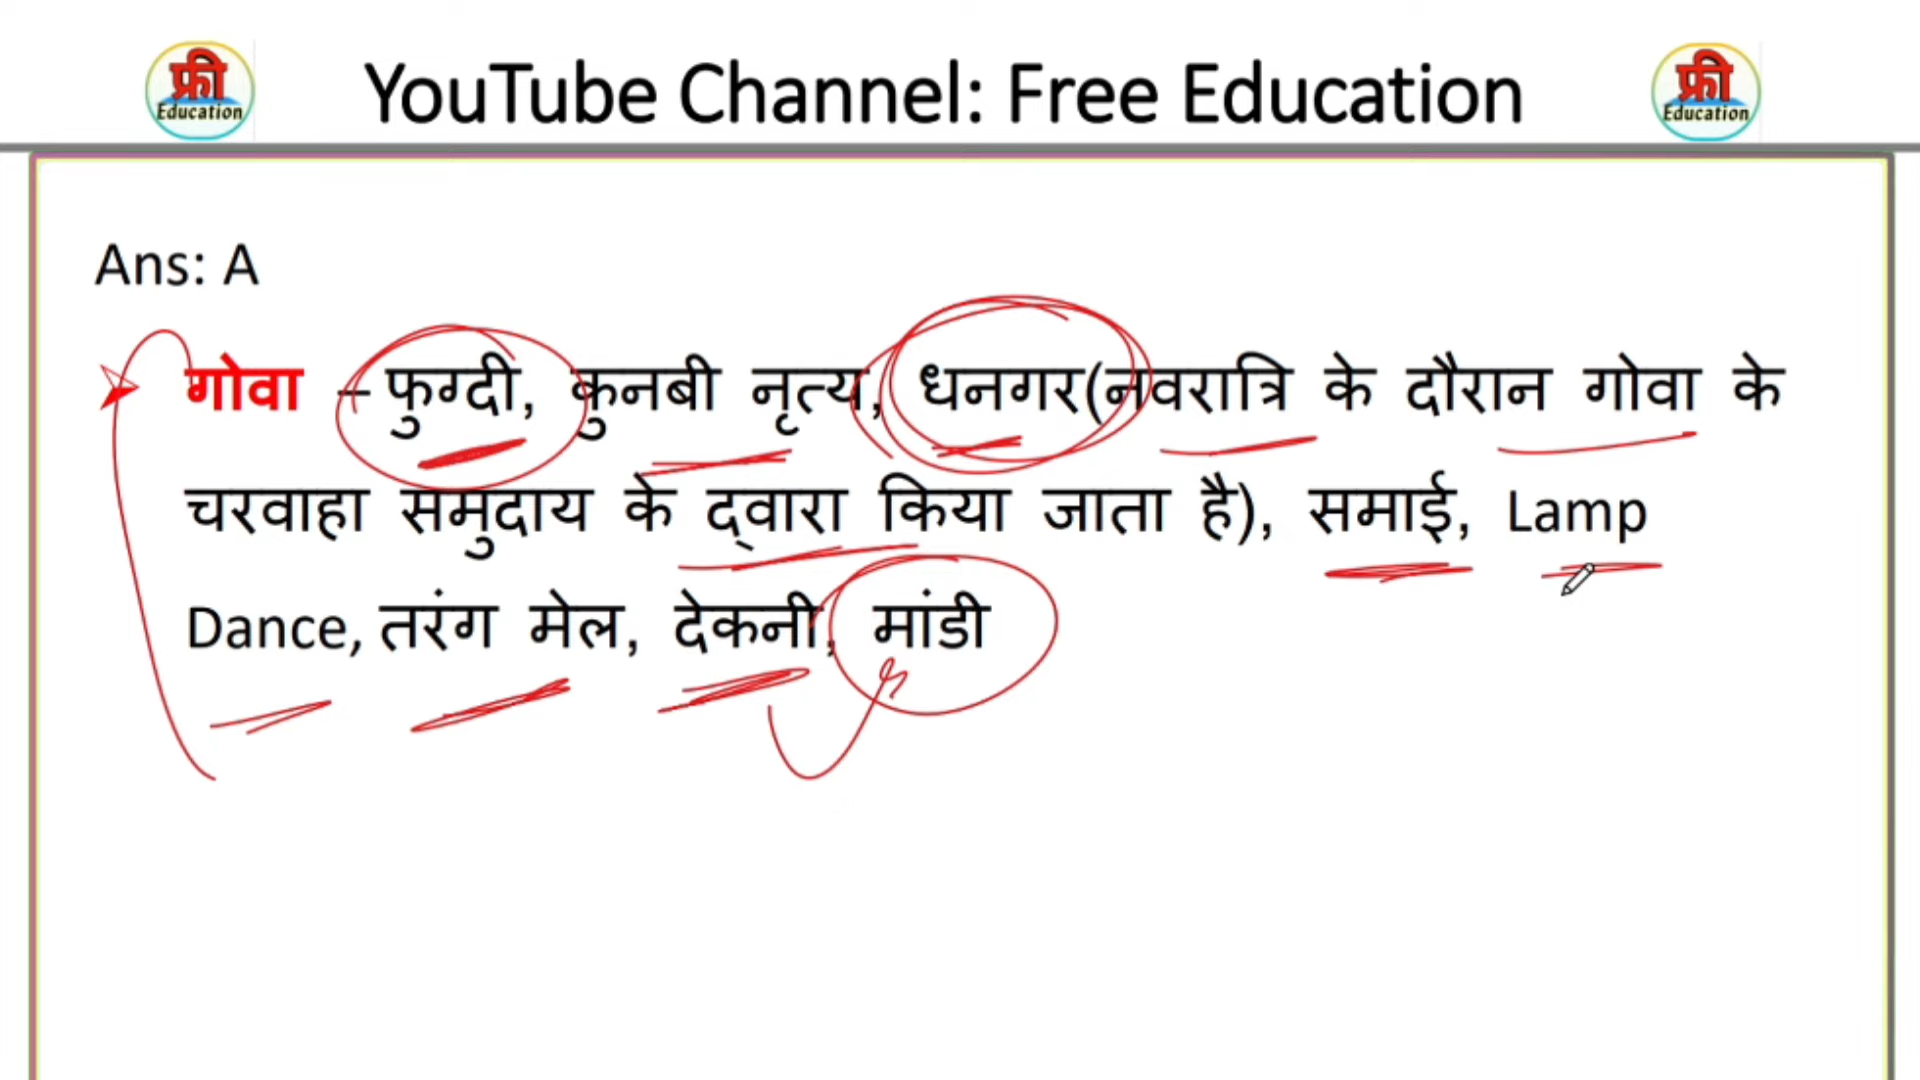 फ्री Education YouTube Channel: Free Education फ्री Education
Ans: A
गोवा – फुग्दी, कुनबी नृत्य, धनगर(नवरात्रि के दौरान गोवा के
चरवाहा समुदाय के द्वारा किया जाता है), समाई, Lamp
Dance, तरंग मेल, देकनी, मांडी